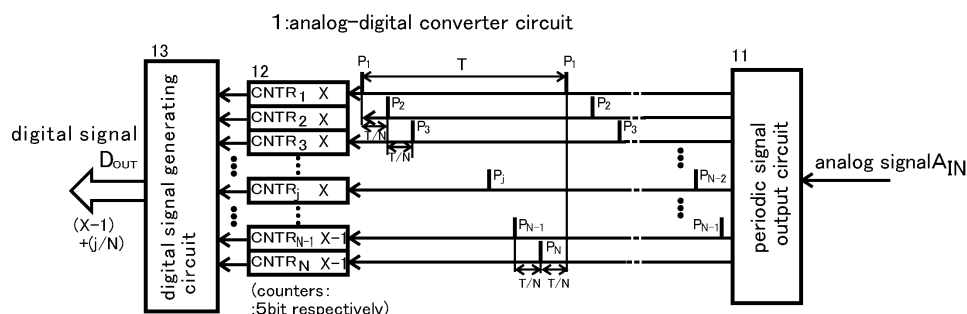 1:analog-digital converter circuit
13
12
11
P1
T
P1
CNTR1 X
CNTR2
CNTR3
CNTRj X
CNTRN-1 X-1
CNTRN X-1
P2
P2
T/N
P3
P3
T/N
Pj
PN-2
PN-1
PN-1
PN
T/N
T/N
digital signal
DOUT
(X-1)
+(j/N)
digital signal generating
circuit
periodic signal
output circuit
analog signalAIN
(counters:
:5bit respectively)